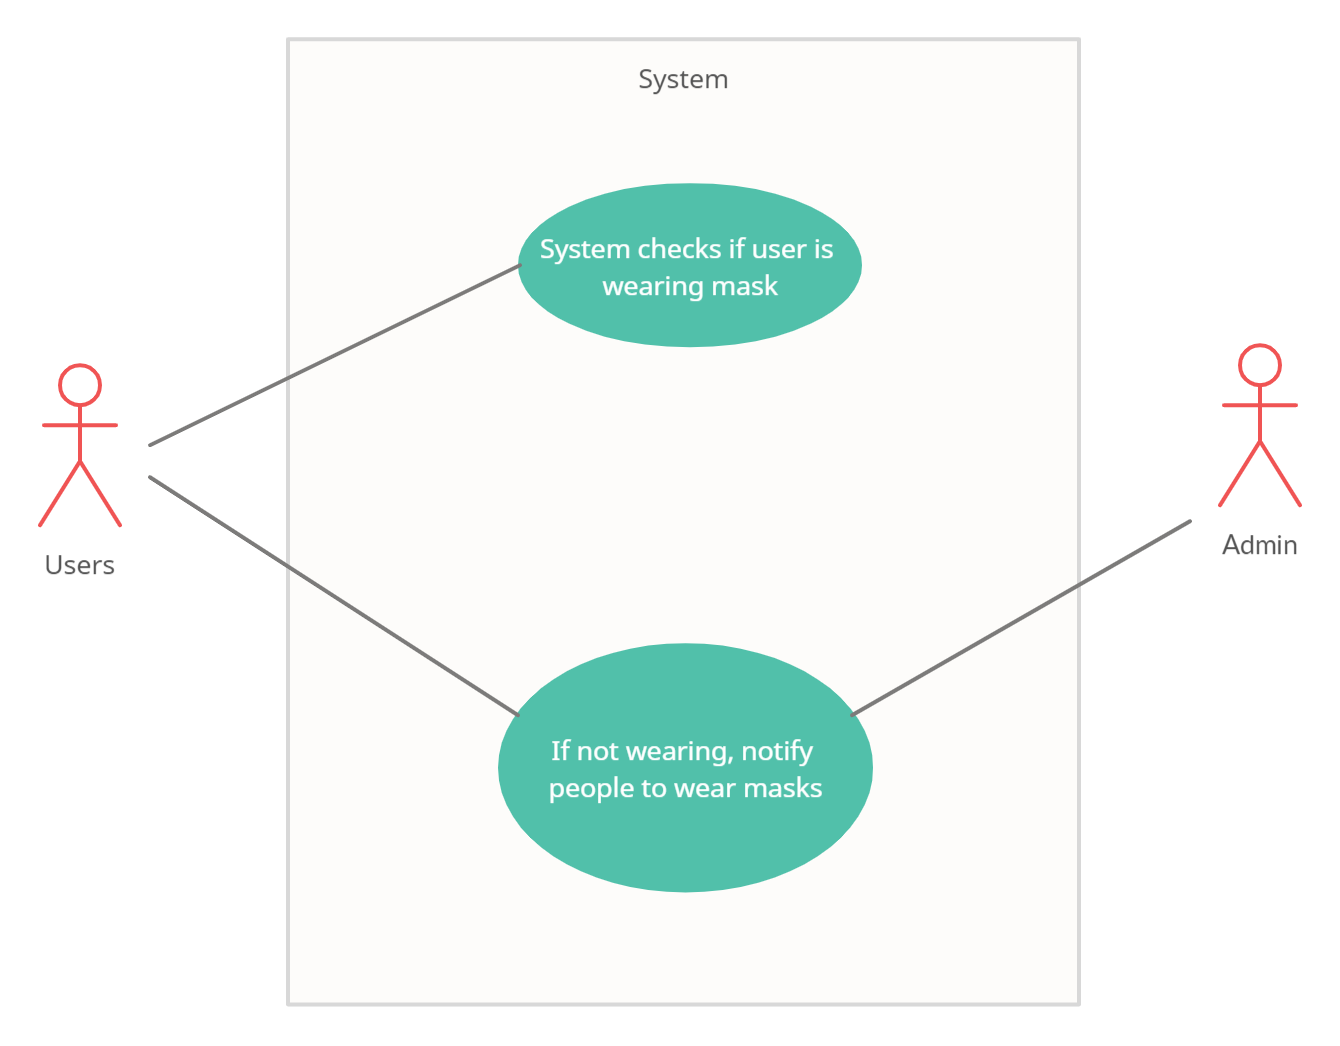 System
System checks if user is
wearing mask
Users
Admin
If not wearing, notify
people to wear masks